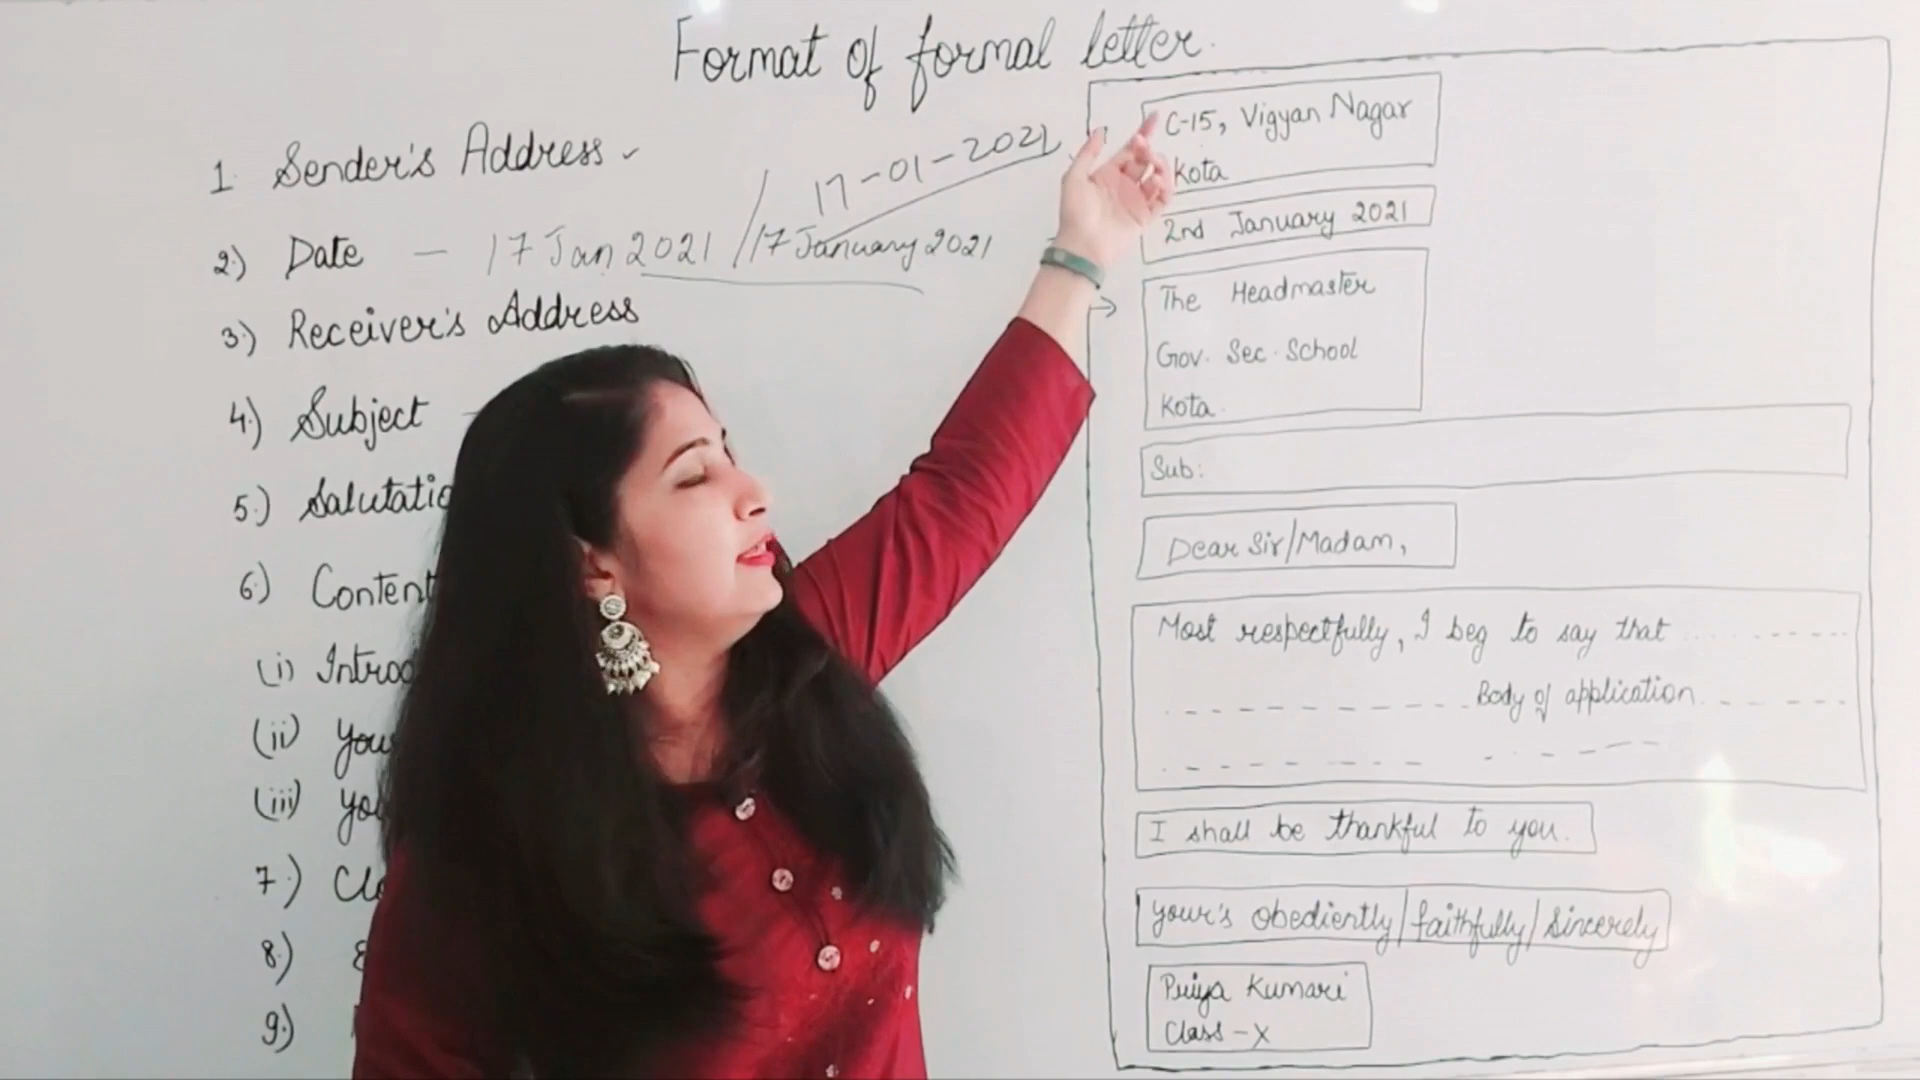 Format of formal letter.
1 Sender's Address
2.) Date - 17 Jan 2021 / 17 January 2021
17-01-2021
3.) Receiver's Address
4.) Subject -
5.)
6.) Content
(i)
(ii)
(iii)
7.)
8.)
9.)
C-15, Vigyan Nagar
Kota
2nd January 2021
The Headmaster
Gov. Sec. School
Kota.
Sub:
Dear Sir/Madam,
Most respectfully, I beg to say that
Body of application
I shall be thankful to you.
Your's obediently/faithfully/sincerely
Priya Kumari
Class-X